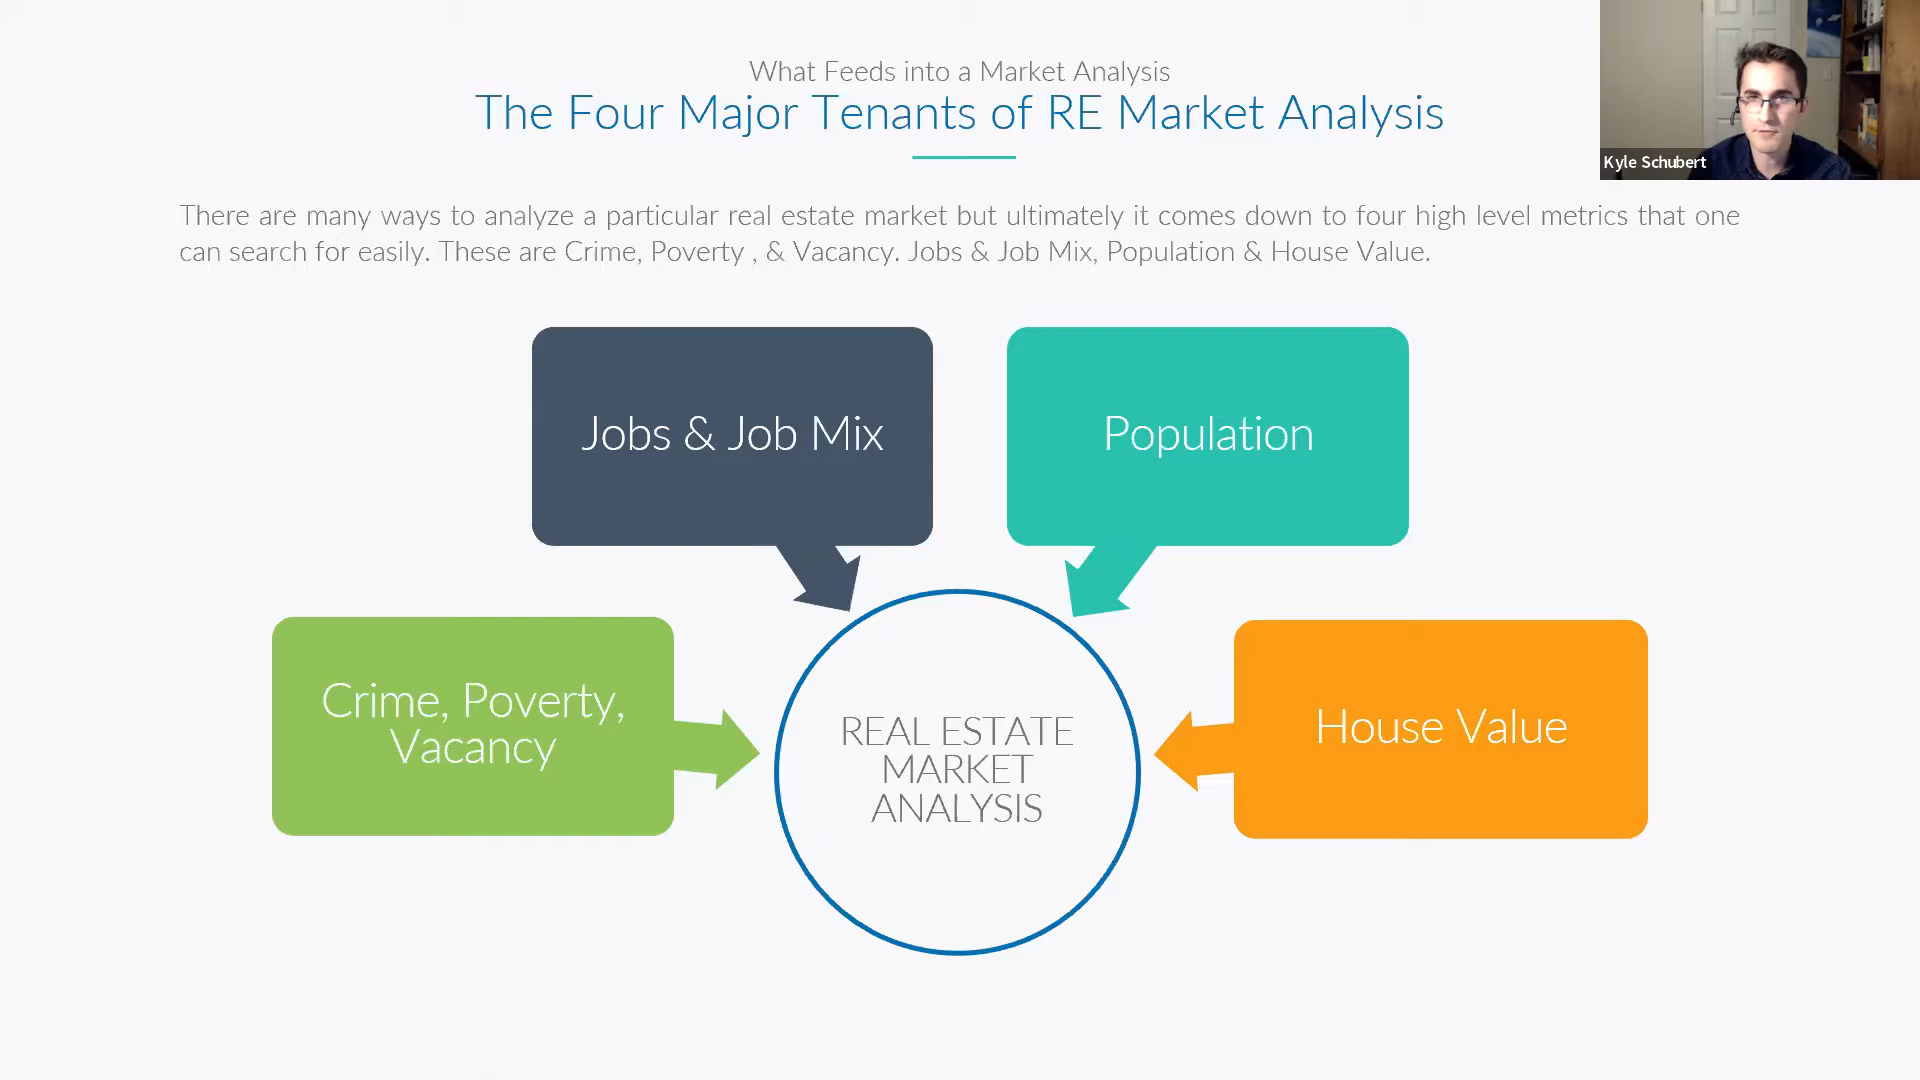 What Feeds into a Market Analysis
The Four Major Tenants of RE Market Analysis
Kyle Schubert
There are many ways to analyze a particular real estate market but ultimately it comes down to four high level metrics that one
can search for easily. These are Crime, Poverty , & Vacancy. Jobs & Job Mix, Population & House Value.
Jobs & Job Mix
Population
Crime, Poverty,
Vacancy
REAL ESTATE
MARKET
ANALYSIS
House Value